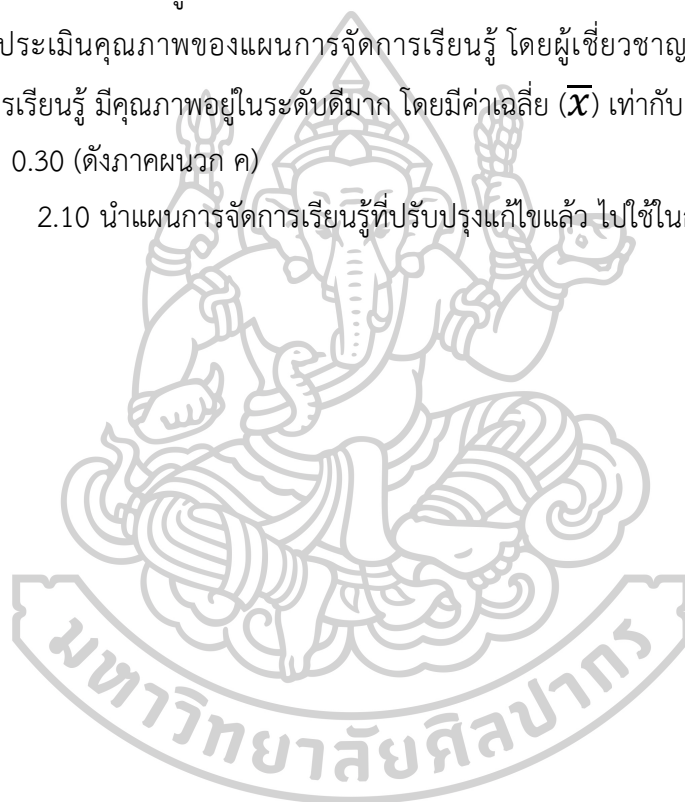 ประเมินคุณภาพของแผนการจัดการเรียนรู้ โดยผู้เชี่ยวชาญ
รเรียนรู้ มีคุณภาพอยู่ในระดับดีมาก โดยมีค่าเฉลี่ย (x̄) เท่ากับ
0.30 (ดังภาคผนวก ค)
2.10 นำแผนการจัดการเรียนรู้ที่ปรับปรุงแก้ไขแล้ว ไปใช้ใน
มหาวิทยาลัยศิลปากร